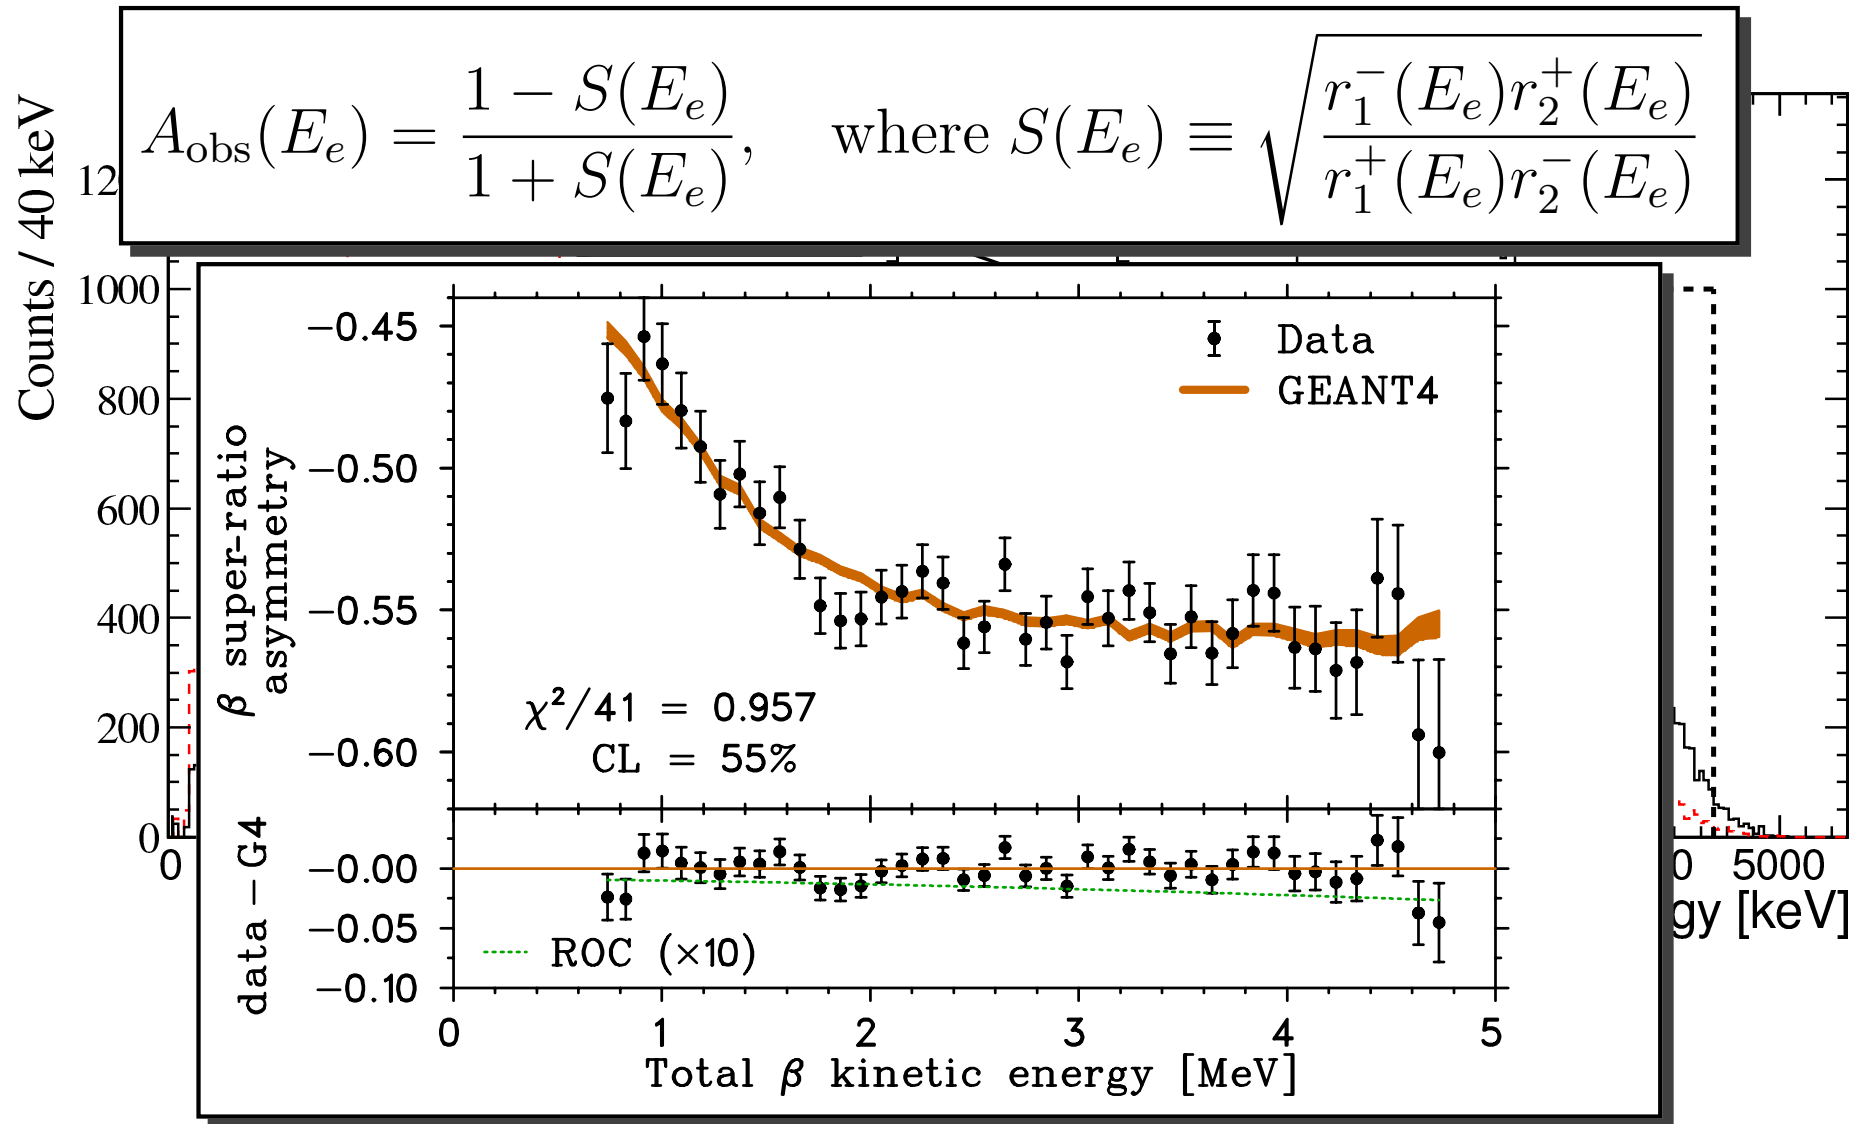 A_obs(E_e) = (1 − S(E_e)) / (1 + S(E_e)), where S(E_e) ≡ √(r_1^−(E_e) r_2^+(E_e) / r_1^+(E_e) r_2^−(E_e))
Counts / 40 keV
1000
800
600
400
200
0
0
β super-ratio
asymmetry
−0.45
−0.50
−0.55
−0.60
Data
GEANT4
χ²/41 = 0.957
CL = 55%
data−G4
−0.00
−0.05
−0.10
ROC (×10)
0 1 2 3 4 5
Total β kinetic energy [MeV]
5000
[keV]